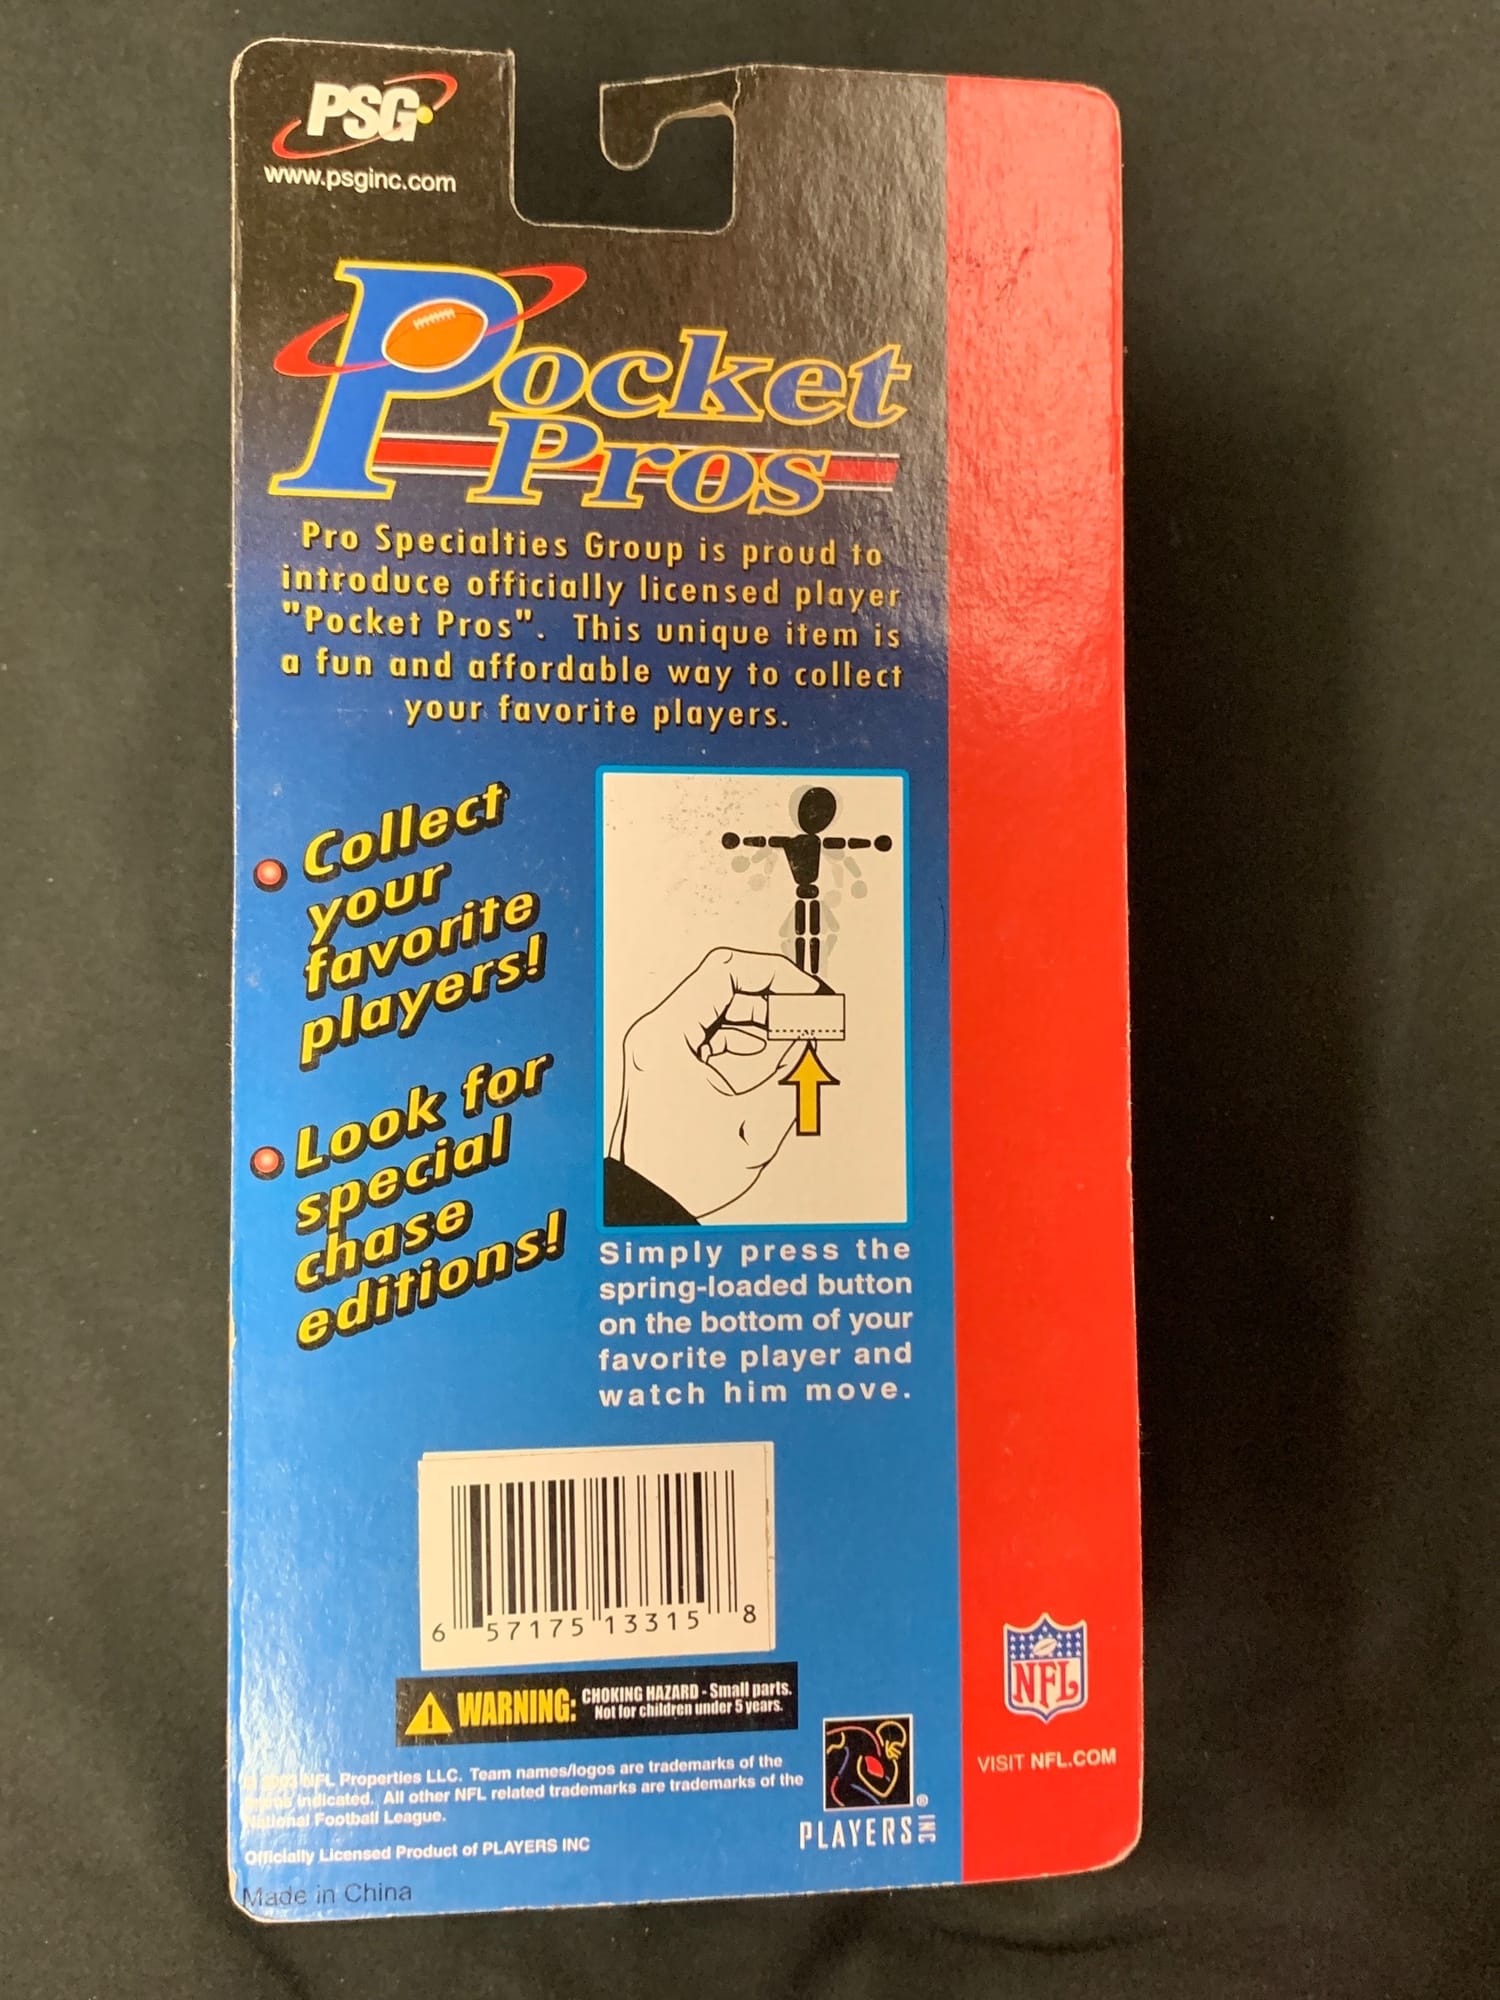 PSG
www.psginc.com
Pocket
Pros
Pro Specialties Group is proud to
introduce officially licensed player
"Pocket Pros". This unique item is
a fun and affordable way to collect
your favorite players.
Collect
your
favorite
players!
Look for
special
chase
editions!
Simply press the
spring-loaded button
on the bottom of your
favorite player and
watch him move.
6 57175 13315 8
WARNING: CHOKING HAZARD - Small parts.
Not for children under 5 years.
NFL Properties LLC. Team names/logos are trademarks of the
indicated. All other NFL related trademarks are trademarks of the
National Football League.
Officially Licensed Product of PLAYERS INC
Made in China
PLAYERS INC
®
NFL
VISIT NFL.COM